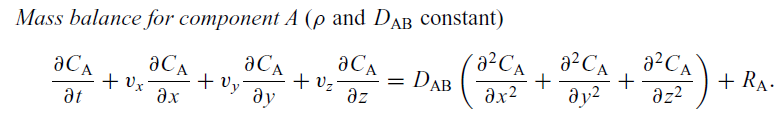 Mass balance for component A (ρ and D_AB constant)
∂C_A/∂t + v_x ∂C_A/∂x + v_y ∂C_A/∂y + v_z ∂C_A/∂z = D_AB (∂²C_A/∂x² + ∂²C_A/∂y² + ∂²C_A/∂z²) + R_A.